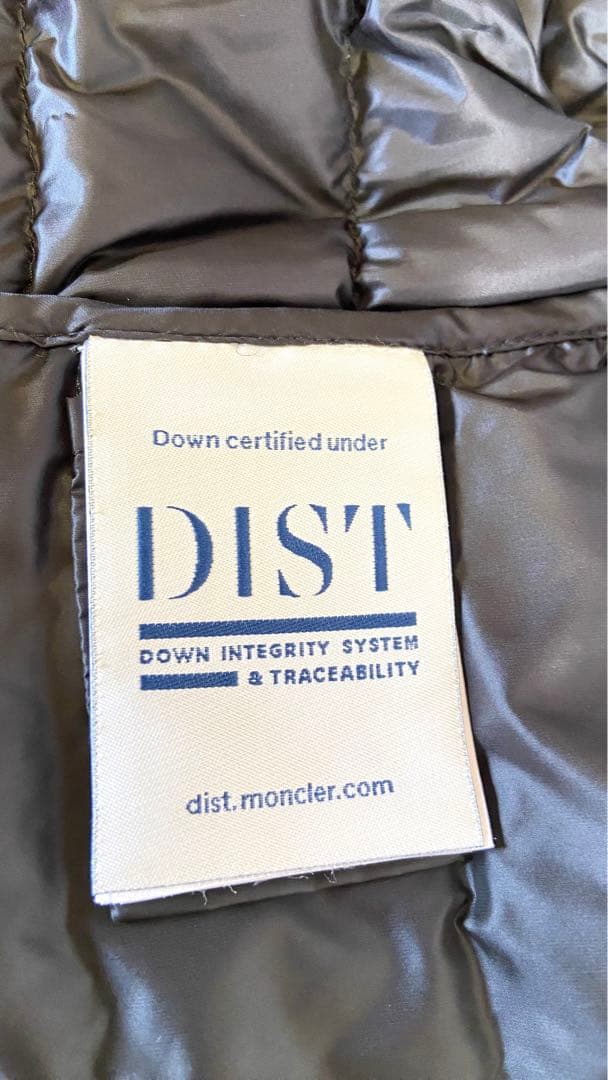 Down certified under
DIST
DOWN INTEGRITY SYSTEM
& TRACEABILITY
dist.moncler.com